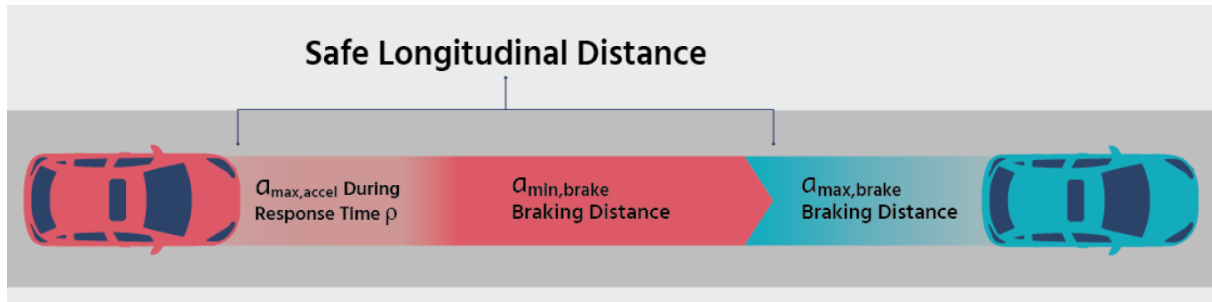 Safe Longitudinal Distance
amax,accel During
Response Time ρ
amin,brake
Braking Distance
amax,brake
Braking Distance